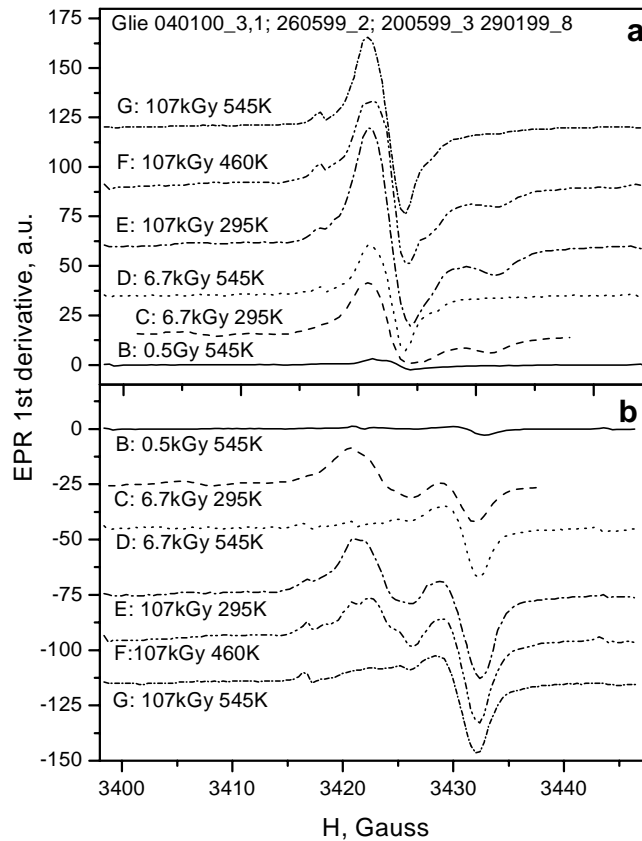 Glie 040100_3,1; 260599_2; 200599_3 290199_8
a
175
150
125
100
75
50
25
0
G: 107kGy 545K
F: 107kGy 460K
E: 107kGy 295K
D: 6.7kGy 545K
C: 6.7kGy 295K
B: 0.5Gy 545K
EPR 1st derivative, a.u.
b
0
-25
-50
-75
-100
-125
-150
B: 0.5kGy 545K
C: 6.7kGy 295K
D: 6.7kGy 545K
E: 107kGy 295K
F:107kGy 460K
G: 107kGy 545K
3400 3410 3420 3430 3440
H, Gauss